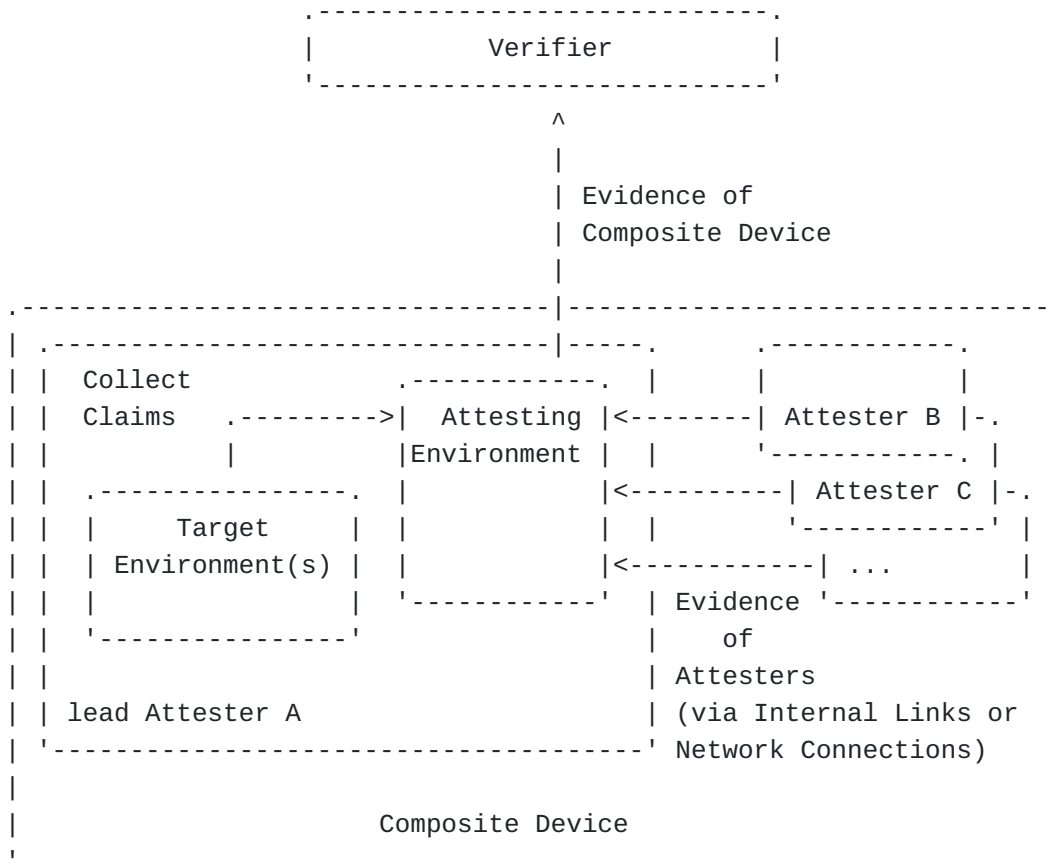 Verifier
Evidence of
Composite Device
Collect
Claims
Attesting
Environment
Attester B
Attester C
Target
Environment(s)
...
Evidence
of
Attesters
(via Internal Links or
Network Connections)
lead Attester A
Composite Device